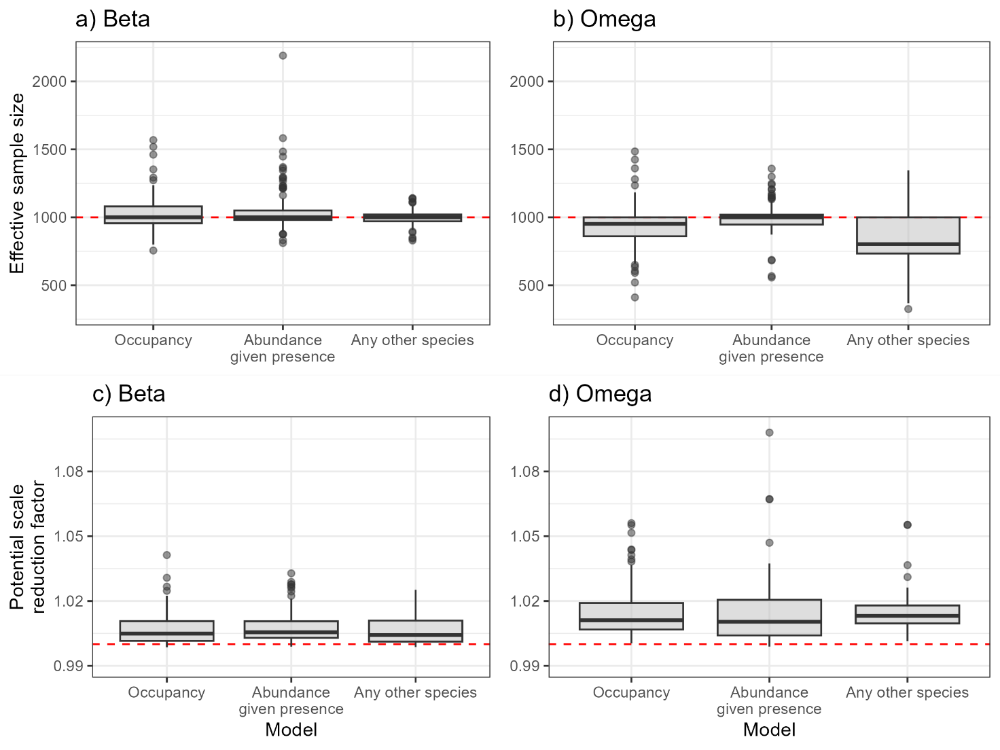 a) Beta
b) Omega
Effective sample size
2000
1500
1000
500
2000
1500
1000
500
Occupancy
Abundance
given presence
Any other species
Occupancy
Abundance
given presence
Any other species
c) Beta
d) Omega
Potential scale
reduction factor
1.08
1.05
1.02
0.99
1.08
1.05
1.02
0.99
Occupancy
Abundance
given presence
Any other species
Model
Occupancy
Abundance
given presence
Any other species
Model